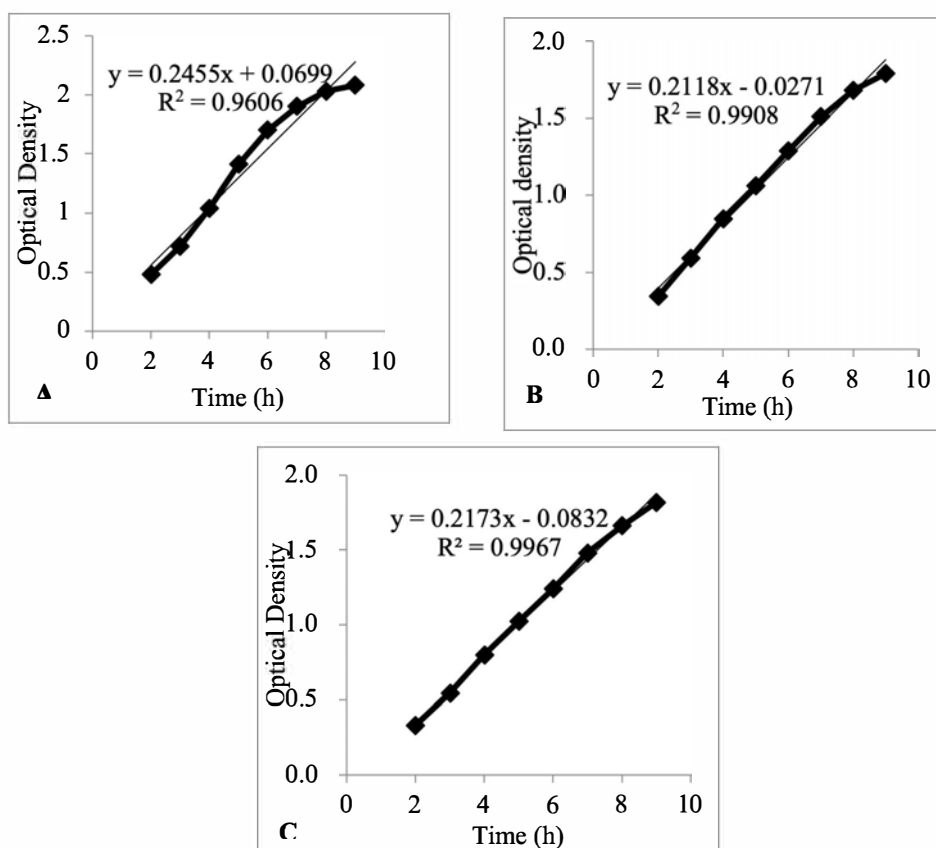 2.5
2
1.5
1
0.5
0
Optical Density
y = 0.2455x + 0.0699
R² = 0.9606
0 2 4 6 8 10
Time (h)
A
2.0
1.5
1.0
0.5
0.0
Optical density
y = 0.2118x - 0.0271
R² = 0.9908
0 2 4 6 8 10
Time (h)
B
2.0
1.5
1.0
0.5
0.0
Optical Density
y = 0.2173x - 0.0832
R² = 0.9967
0 2 4 6 8 10
Time (h)
C